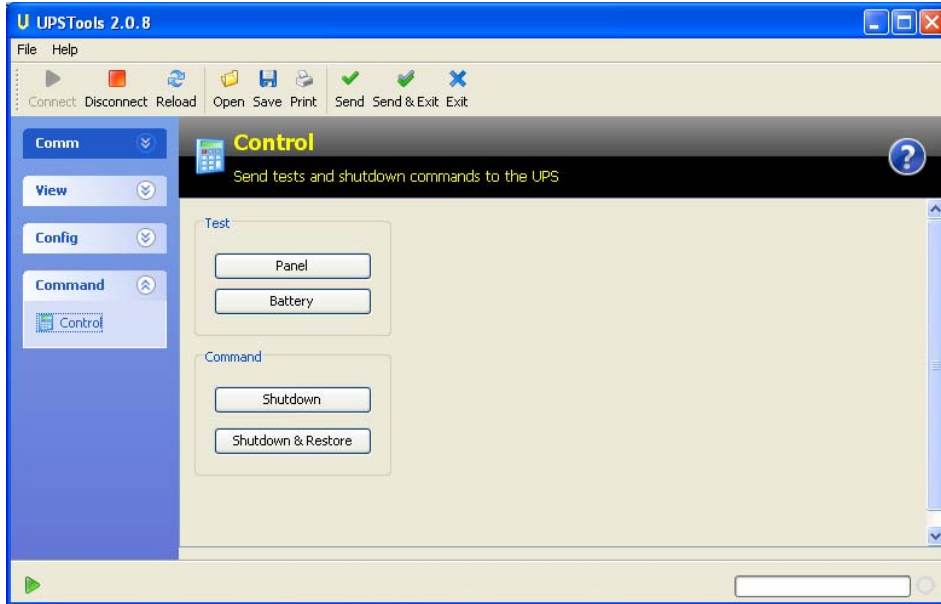 U UPSTools 2.0.8
File Help
Connect Disconnect Reload Open Save Print Send Send & Exit Exit
Comm
View
Config
Command
Control
Control
Send tests and shutdown commands to the UPS
?
Test
Panel
Battery
Command
Shutdown
Shutdown & Restore